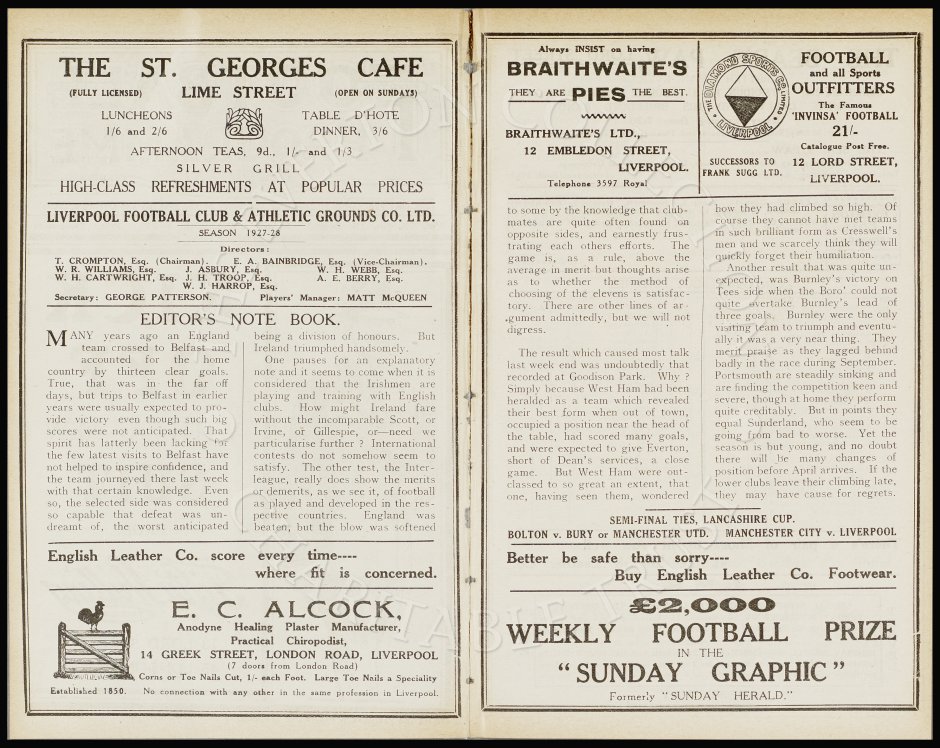 THE ST. GEORGES CAFE
(FULLY LICENSED) LIME STREET (OPEN ON SUNDAYS)
LUNCHEONS
1/6 and 2/6
TABLE D'HOTE
DINNER, 3/6
AFTERNOON TEAS, 9d., 1/- and 1/3
SILVER GRILL
HIGH-CLASS REFRESHMENTS AT POPULAR PRICES
LIVERPOOL FOOTBALL CLUB & ATHLETIC GROUNDS CO. LTD.
SEASON 1927-28
Directors:
T. CROMPTON, Esq. (Chairman). E. A. BAINBRIDGE, Esq. (Vice-Chairman).
W. R. WILLIAMS, Esq. J. ASBURY, Esq. W. H. WEBB, Esq.
W. H. CARTWRIGHT, Esq. J. H. TROOP, Esq. A. E. BERRY, Esq.
W. J. HARROP, Esq.
Secretary: GEORGE PATTERSON. Players' Manager: MATT McQUEEN
EDITOR'S NOTE BOOK.
MANY years ago an England
team crossed to Belfast and
accounted for the home
country by thirteen clear goals.
True, that was in the far off
days, but trips to Belfast in earlier
years were usually expected to pro-
vide victory even though such big
scores were not anticipated. That
spirit has latterly been lacking for
the few latest visits to Belfast have
not helped to inspire confidence, and
the team journeyed there last week
with that certain knowledge. Even
so, the selected side was considered
so capable that defeat was un-
dreamt of, the worst anticipated
being a division of honours. But
Ireland triumphed handsomely.
One pauses for an explanatory
note and it seems to come when it is
considered that the Irishmen are
playing and training with English
clubs. How might Ireland fare
without the incomparable Scott, or
Irvine, or Gillespie, or—need we
particularise further? International
contests do not somehow seem to
satisfy. The other test, the Inter-
league, really does show the merits
or demerits, as we see it, of football
as played and developed in the res-
pective countries. England was
beaten, but the blow was softened
English Leather Co. score every time----
where fit is concerned.
E. C. ALCOCK,
Anodyne Healing Plaster Manufacturer,
Practical Chiropodist,
14 GREEK STREET, LONDON ROAD, LIVERPOOL
(7 doors from London Road)
Corns or Toe Nails Cut, 1/- each Foot. Large Toe Nails a Speciality
Established 1850. No connection with any other in the same profession in Liverpool.
Always INSIST on having
BRAITHWAITE'S
THEY ARE PIES THE BEST.
BRAITHWAITE'S LTD.,
12 EMBLEDON STREET,
LIVERPOOL.
Telephone 3597 Royal
THE DIAMOND SPORTS CO. LIMITED
LIVERPOOL
SUCCESSORS TO
FRANK SUGG LTD.
FOOTBALL
and all Sports
OUTFITTERS
The Famous
'INVINSA' FOOTBALL
21/-
Catalogue Post Free.
12 LORD STREET,
LIVERPOOL.
to some by the knowledge that club-
mates are quite often found on
opposite sides, and earnestly frus-
trating each others efforts. The
game is, as a rule, above the
average in merit but thoughts arise
as to whether the method of
choosing of the elevens is satisfac-
tory. There are other lines of ar-
gument admittedly, but we will not
digress.
The result which caused most talk
last week end was undoubtedly that
recorded at Goodison Park. Why?
Simply because West Ham had been
heralded as a team which revealed
their best form when out of town,
occupied a position near the head of
the table, had scored many goals,
and were expected to give Everton,
short of Dean's services, a close
game. But West Ham were out-
classed to so great an extent, that
one, having seen them, wondered
how they had climbed so high. Of
course they cannot have met teams
in such brilliant form as Cresswell's
men and we scarcely think they will
quickly forget their humiliation.
Another result that was quite un-
expected, was Burnley's victory on
Tees side when the Boro' could not
quite overtake Burnley's lead of
three goals. Burnley were the only
visiting team to triumph and eventu-
ally it was a very near thing. They
merit praise as they lagged behind
badly in the race during September.
Portsmouth are steadily sinking and
are finding the competition keen and
severe, though at home they perform
quite creditably. But in points they
equal Sunderland, who seem to be
going from bad to worse. Yet the
season is but young, and no doubt
there will be many changes of
position before April arrives. If the
lower clubs leave their climbing late,
they may have cause for regrets.
SEMI-FINAL TIES, LANCASHIRE CUP.
BOLTON v. BURY or MANCHESTER UTD. MANCHESTER CITY v. LIVERPOOL
Better be safe than sorry----
Buy English Leather Co. Footwear.
£2,000
WEEKLY FOOTBALL PRIZE
IN THE
"SUNDAY GRAPHIC"
Formerly "SUNDAY HERALD."